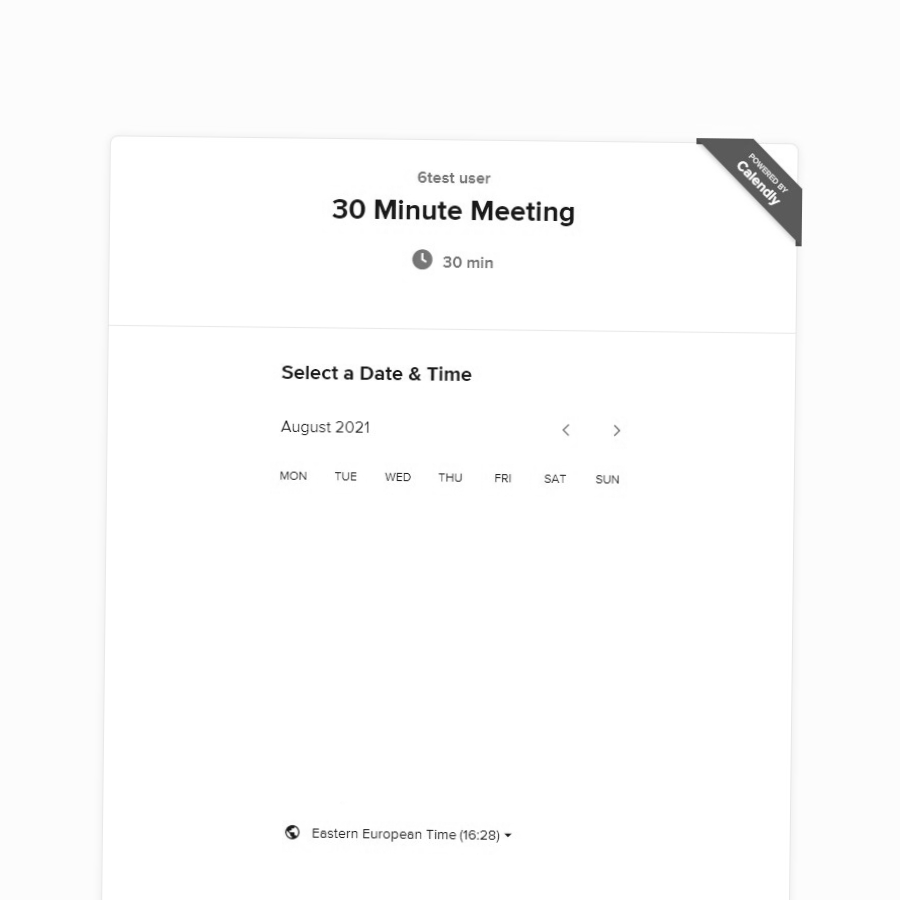 POWERED BY
Calendly
6test user
30 Minute Meeting
30 min
Select a Date & Time
August 2021
MON TUE WED THU FRI SAT SUN
Eastern European Time (16:28)